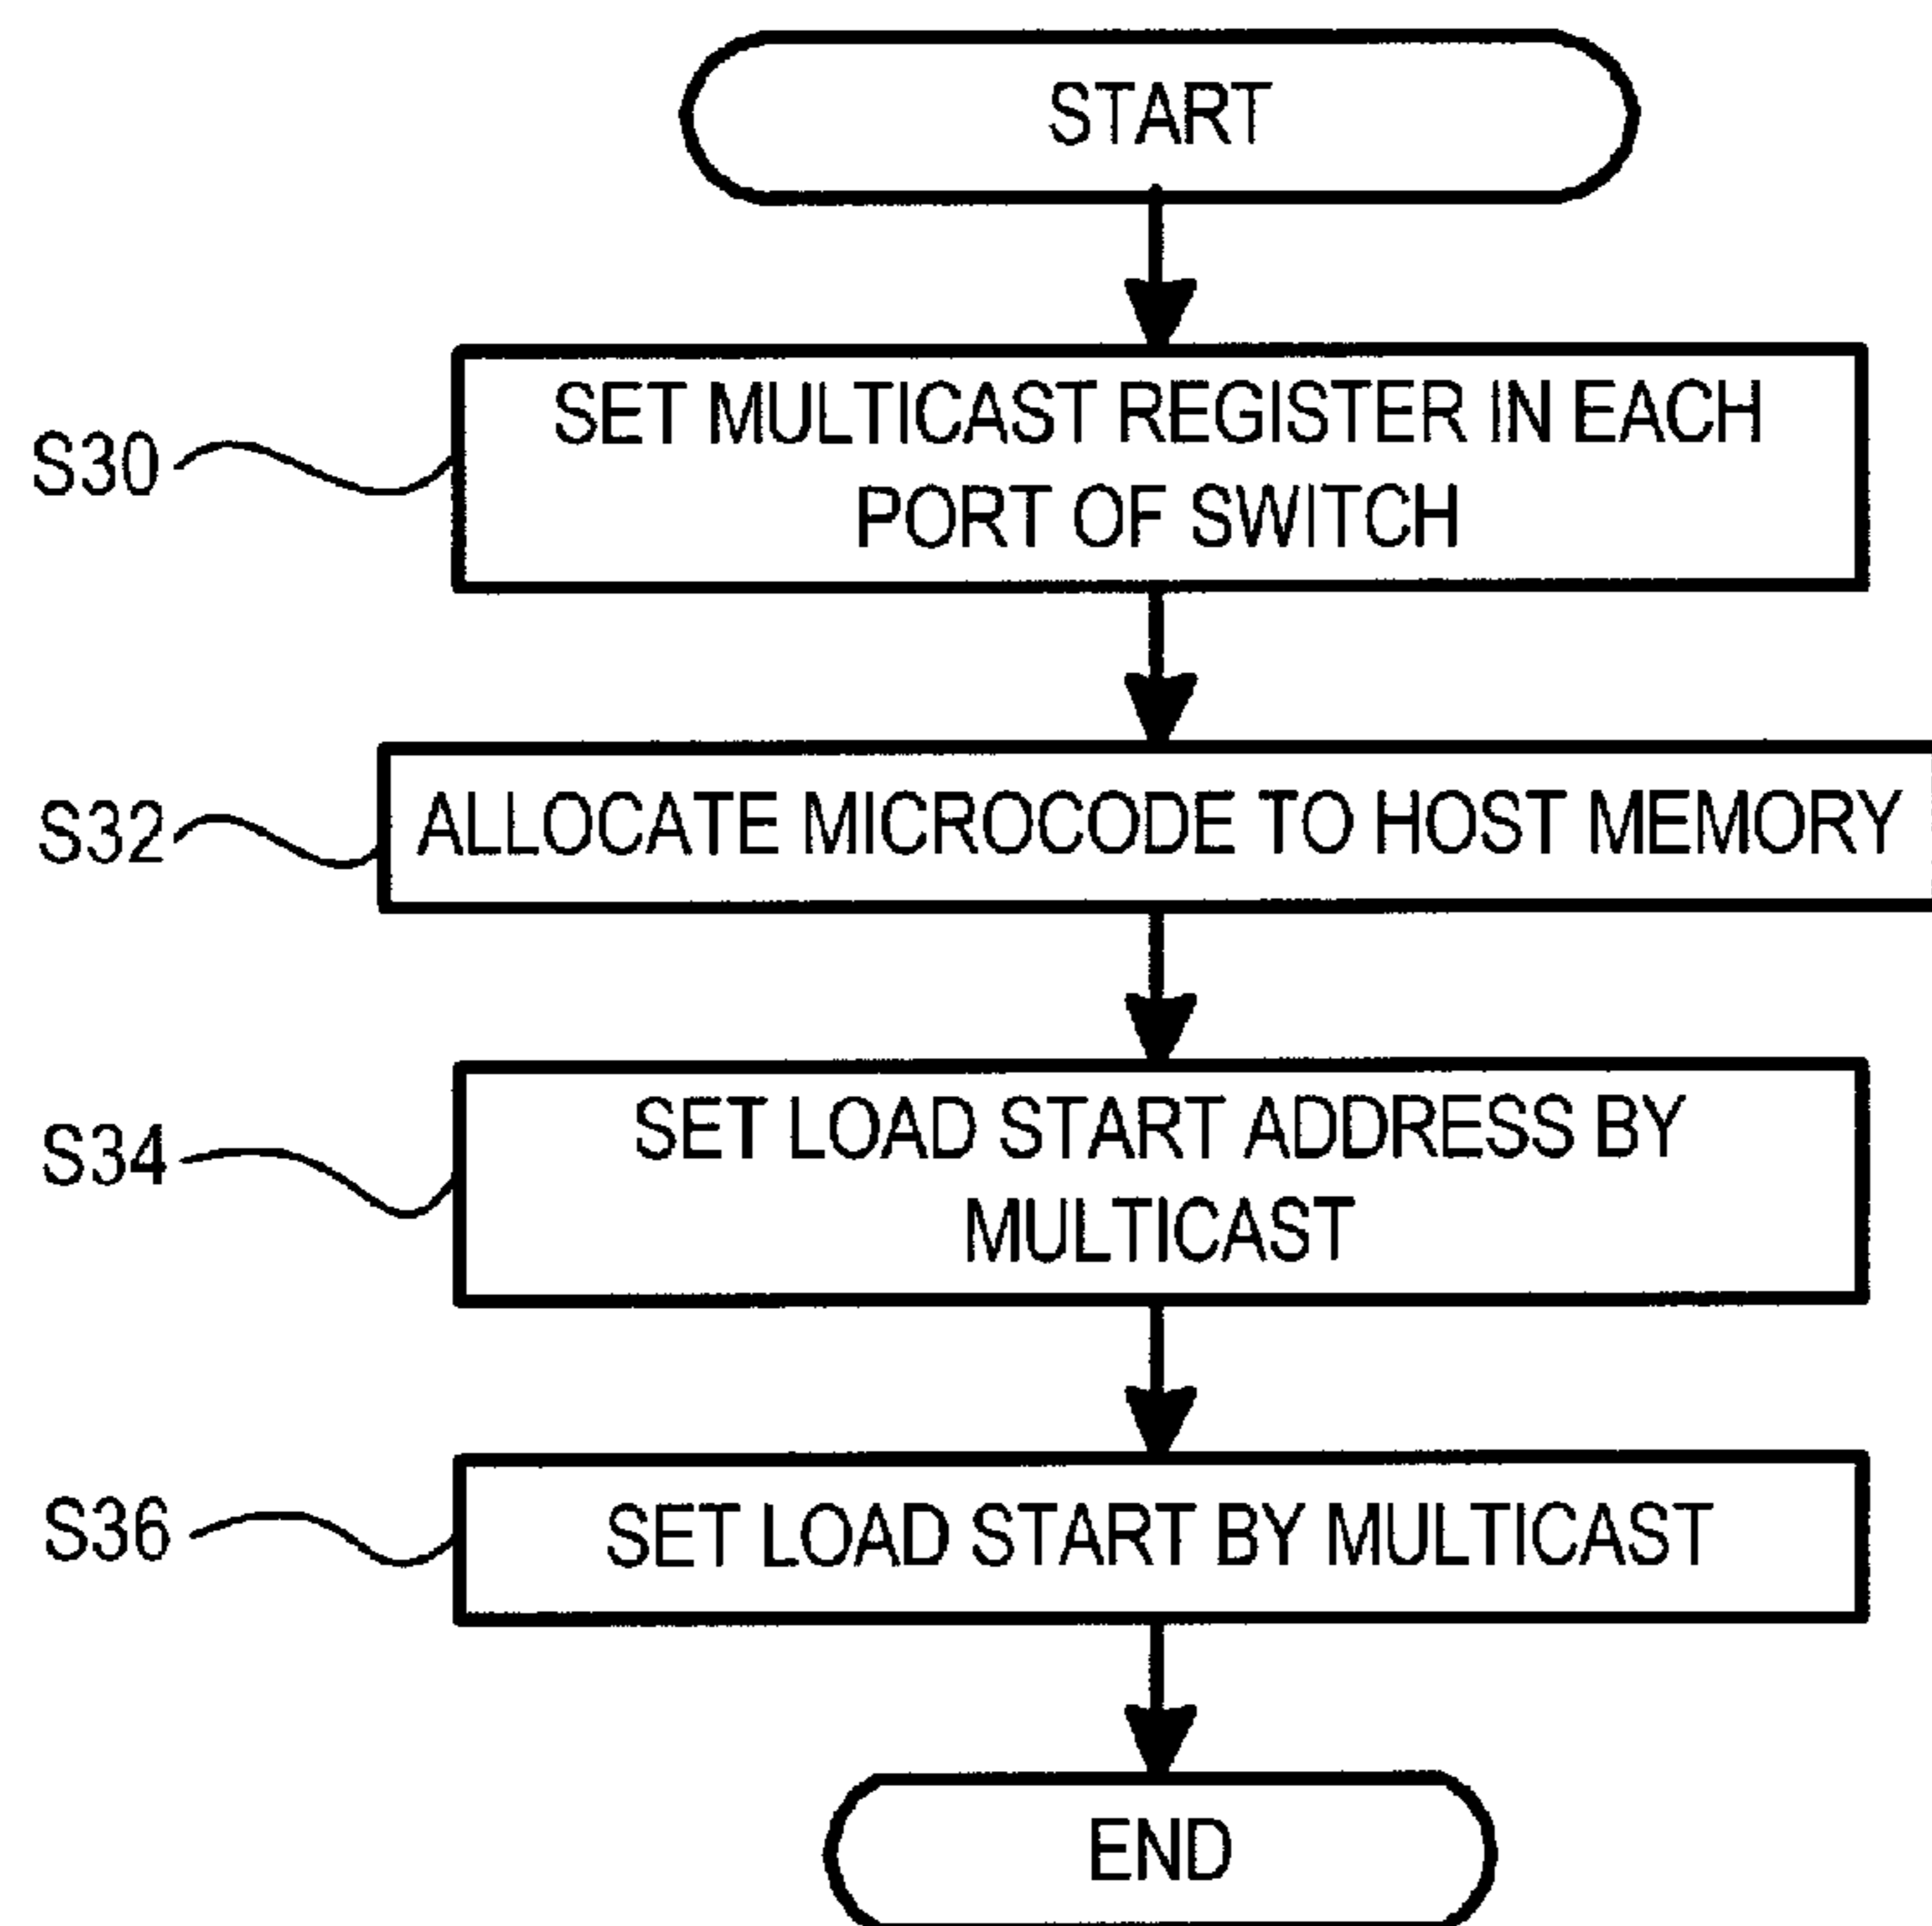 START
S30
SET MULTICAST REGISTER IN EACH
PORT OF SWITCH
S32
ALLOCATE MICROCODE TO HOST MEMORY
S34
SET LOAD START ADDRESS BY
MULTICAST
S36
SET LOAD START BY MULTICAST
END